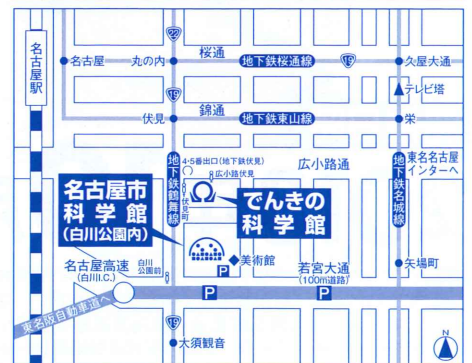 22
桜通
名古屋駅
名古屋
丸の内
地下鉄桜通線
19
久屋大通
テレビ塔
19
錦通
伏見
地下鉄東山線
栄
4·5番出口(地下鉄伏見)
広小路伏見
広小路通
東名名古屋
インターへ
地下鉄鶴舞線
伏見町
地下鉄名城線
名古屋市
科学館
(白川公園内)
でんきの
科学館
美術館
P
名古屋高速
(白川I.C.)
白川
公園前
若宮大通
(100m道路)
矢場町
P
P
東名阪自動車道へ
19
大須観音
N